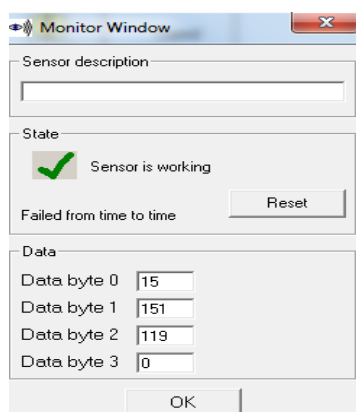 Monitor Window
Sensor description
State
Sensor is working
Failed from time to time
Reset
Data
Data byte 0 15
Data byte 1 151
Data byte 2 119
Data byte 3 0
OK